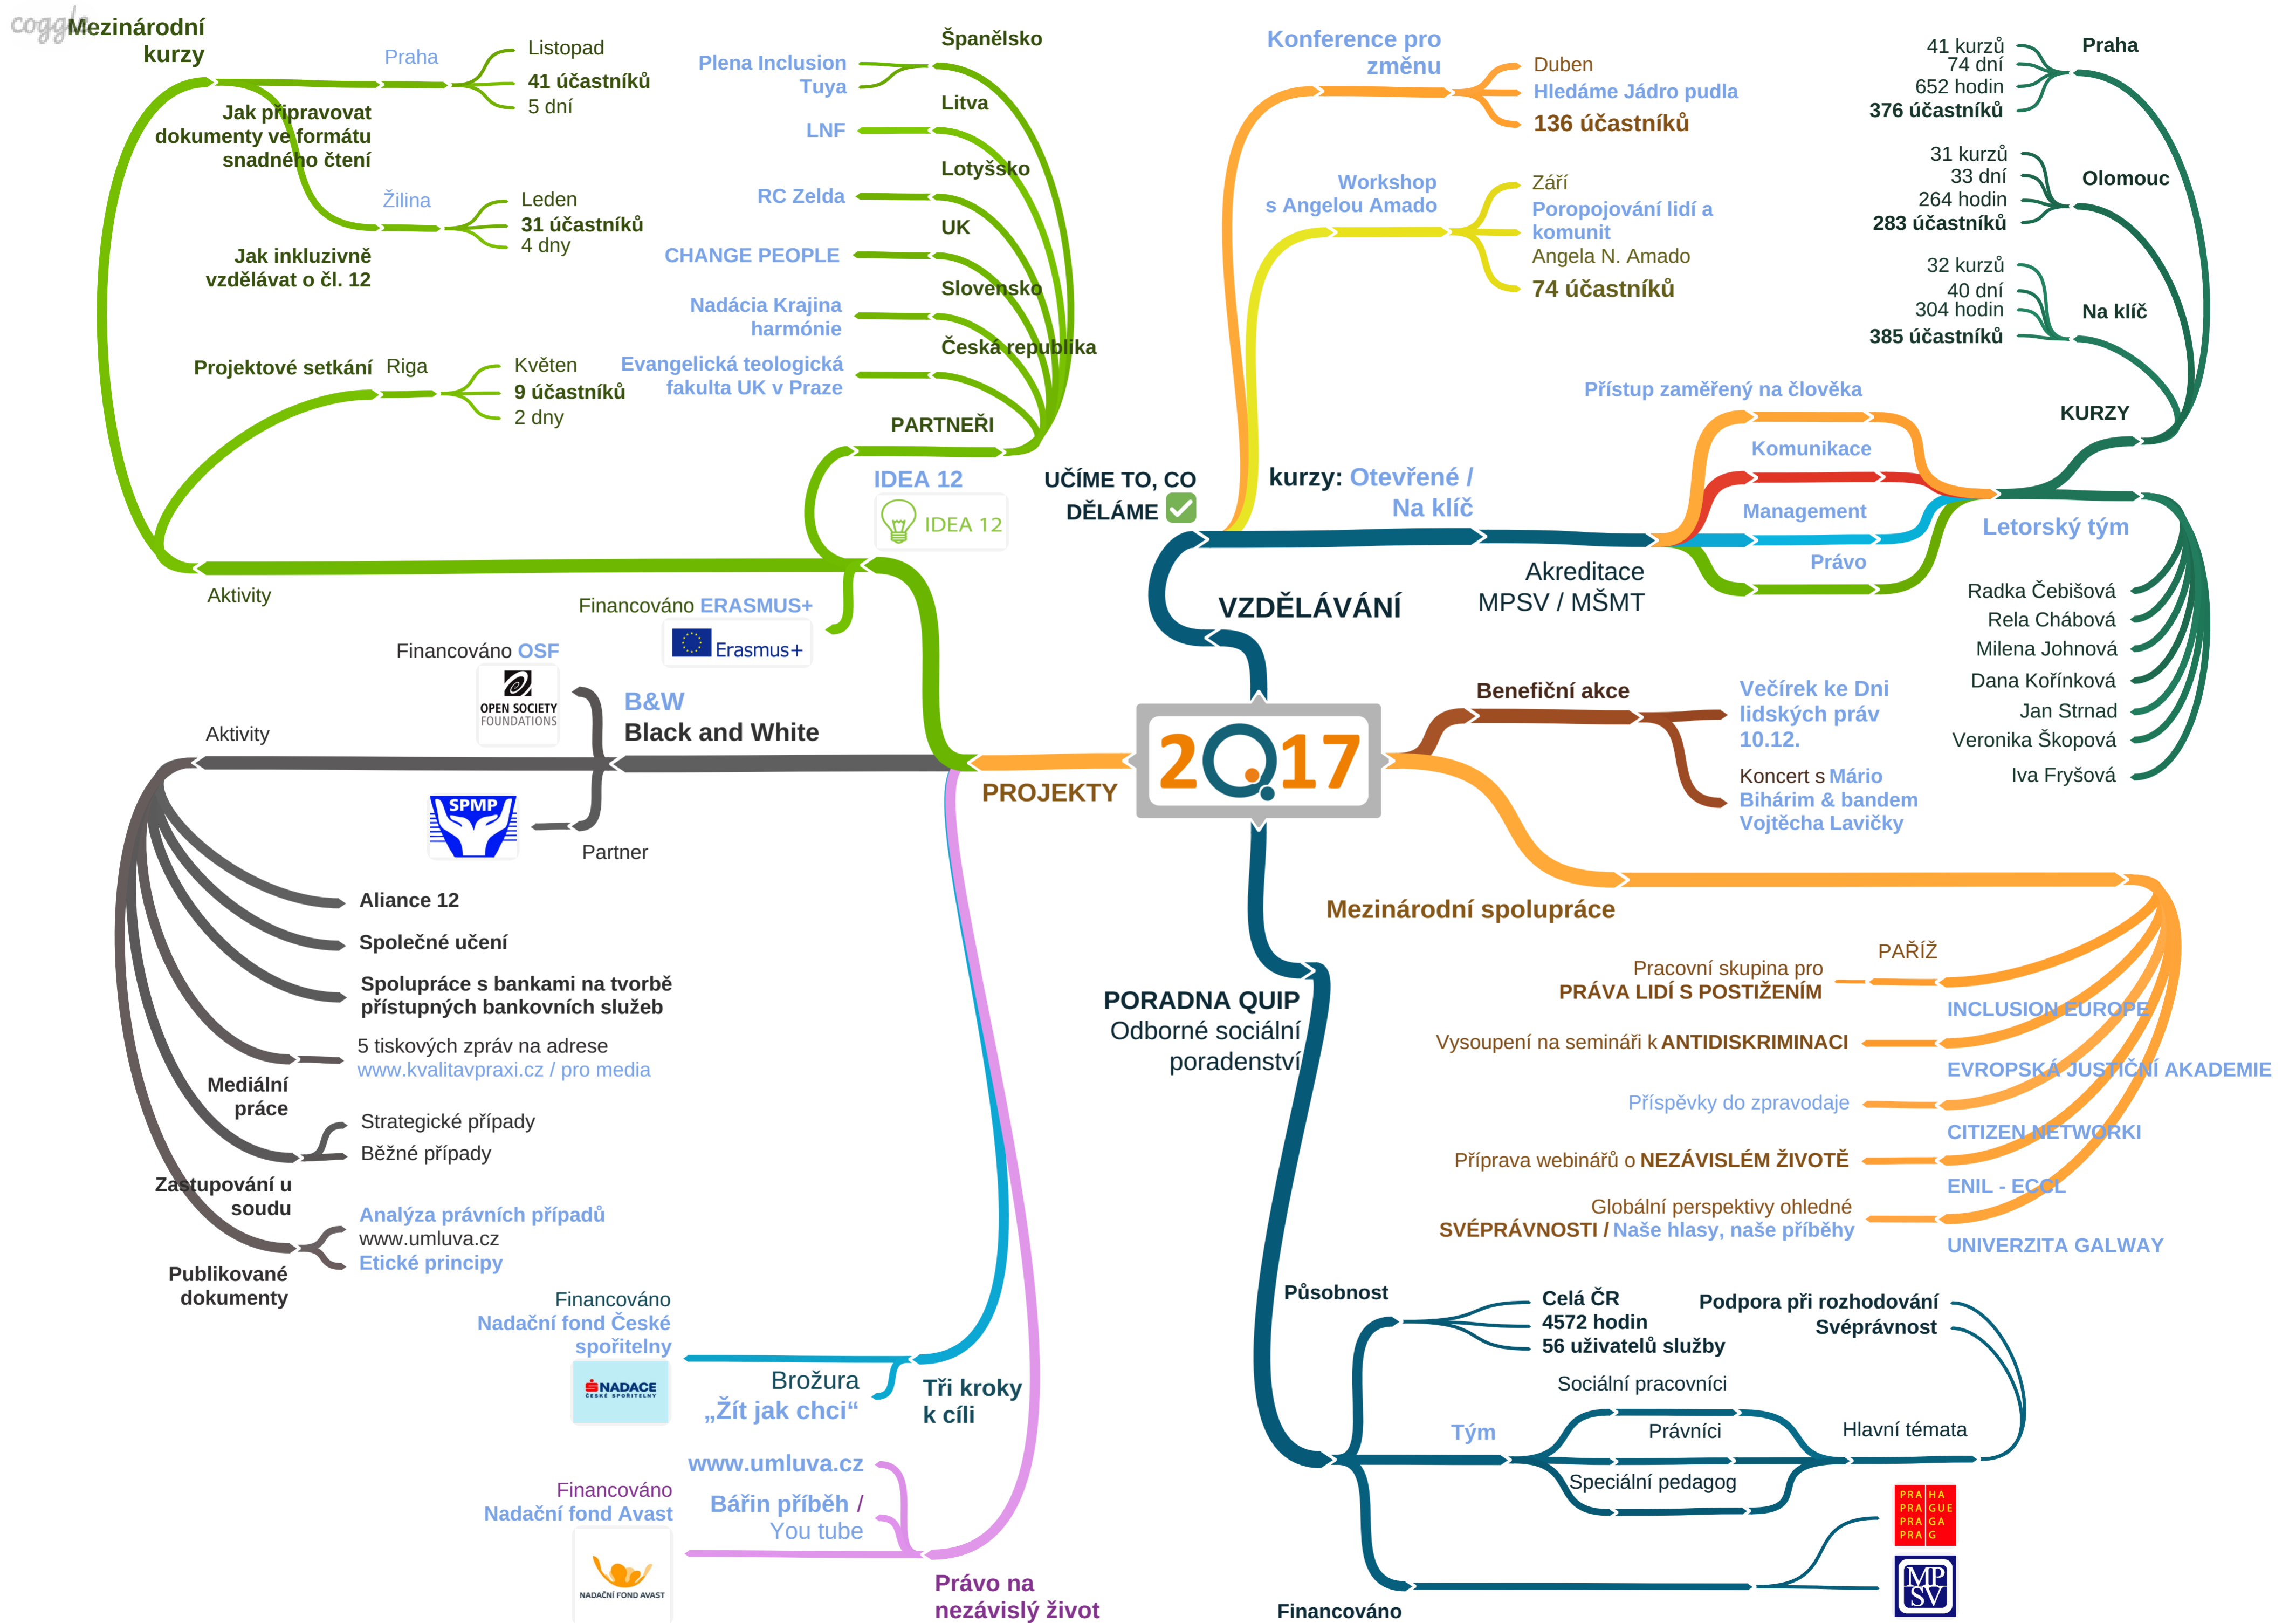 coggle
Mezinárodní
kurzy
Praha
Listopad
41 účastníků
5 dní
Jak připravovat
dokumenty ve formátu
snadného čtení
Žilina
Leden
31 účastníků
4 dny
Jak inkluzivně
vzdělávat o čl. 12
Projektové setkání
Riga
Květen
9 účastníků
2 dny
Aktivity
Španělsko
Plena Inclusion
Tuya
Litva
LNF
Lotyšsko
RC Zelda
UK
CHANGE PEOPLE
Slovensko
Nadácia Krajina
harmónie
Česká republika
Evangelická teologická
fakulta UK v Praze
PARTNEŘI
IDEA 12
IDEA 12
Financováno ERASMUS+
Erasmus+
Financováno OSF
OPEN SOCIETY
FOUNDATIONS
B&W
Black and White
Aktivity
SPMP
Partner
Aliance 12
Společné učení
Spolupráce s bankami na tvorbě
přístupných bankovních služeb
5 tiskových zpráv na adrese
www.kvalitavpraxi.cz / pro media
Mediální
práce
Strategické případy
Běžné případy
Zastupování u
soudu
Analýza právních případů
www.umluva.cz
Etické principy
Publikované
dokumenty
Financováno
Nadační fond České
spořitelny
NADACE
ČESKÉ SPOŘITELNY
Brožura
„Žít jak chci“
Tři kroky
k cíli
www.umluva.cz
Bářin příběh /
You tube
Financováno
Nadační fond Avast
NADAČNÍ FOND AVAST
Právo na
nezávislý život
PROJEKTY
2017
Konference pro
změnu
Duben
Hledáme Jádro pudla
136 účastníků
Workshop
s Angelou Amado
Září
Poropojování lidí a
komunit
Angela N. Amado
74 účastníků
UČÍME TO, CO
DĚLÁME
kurzy: Otevřené /
Na klíč
VZDĚLÁVÁNÍ
Akreditace
MPSV / MŠMT
Přístup zaměřený na člověka
Komunikace
Management
Právo
41 kurzů
74 dní
652 hodin
376 účastníků
Praha
31 kurzů
33 dní
264 hodin
283 účastníků
Olomouc
32 kurzů
40 dní
304 hodin
385 účastníků
Na klíč
KURZY
Letorský tým
Radka Čebišová
Rela Chábová
Milena Johnová
Dana Kořínková
Jan Strnad
Veronika Škopová
Iva Fryšová
Benefiční akce
Večírek ke Dni
lidských práv
10.12.
Koncert s Mário
Bihárim & bandem
Vojtěcha Lavičky
Mezinárodní spolupráce
PAŘÍŽ
Pracovní skupina pro
PRÁVA LIDÍ S POSTIŽENÍM
INCLUSION EUROPE
Vysoupení na semináři k ANTIDISKRIMINACI
EVROPSKÁ JUSTIČNÍ AKADEMIE
Příspěvky do zpravodaje
CITIZEN NETWORKI
Příprava webinářů o NEZÁVISLÉM ŽIVOTĚ
ENIL - ECCL
Globální perspektivy ohledné
SVÉPRÁVNOSTI / Naše hlasy, naše příběhy
UNIVERZITA GALWAY
PORADNA QUIP
Odborné sociální
poradenství
Působnost
Celá ČR
4572 hodin
56 uživatelů služby
Podpora při rozhodování
Svéprávnost
Tým
Sociální pracovníci
Právníci
Speciální pedagog
Hlavní témata
Financováno
PRA HA
PRA GUE
PRA GA
PRA G
MP
SV